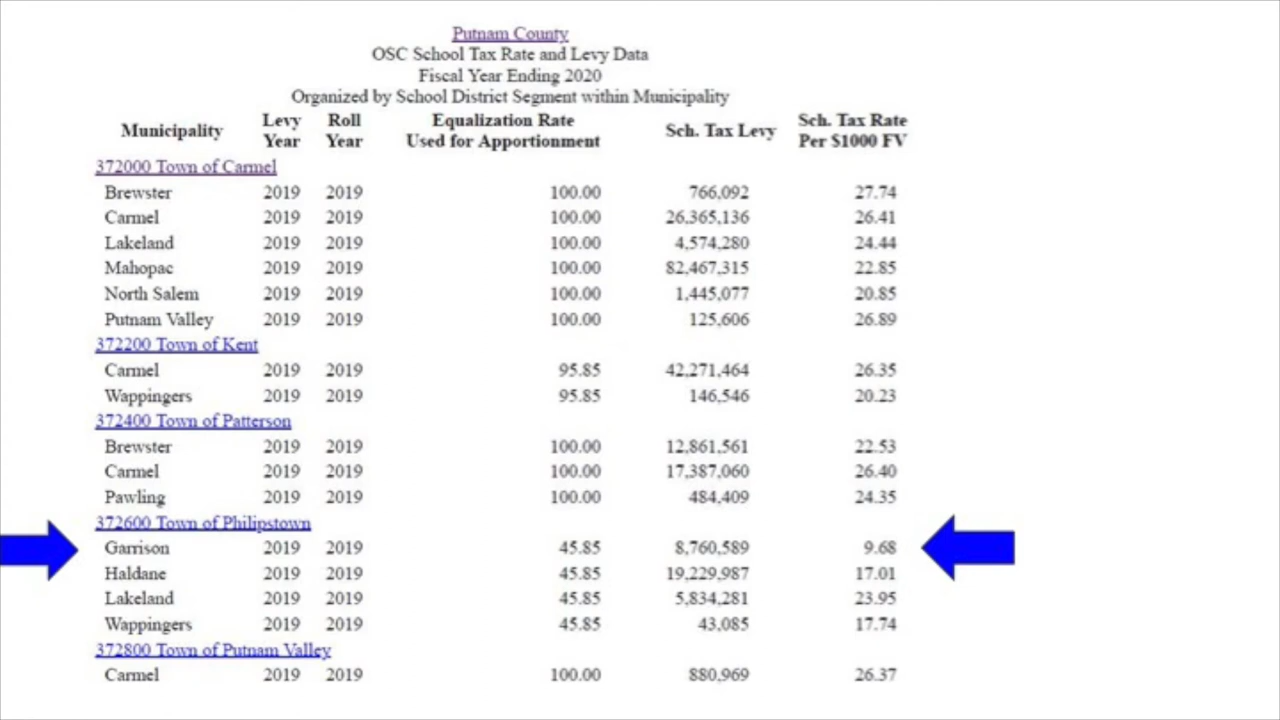 Putnam County
OSC School Tax Rate and Levy Data
Fiscal Year Ending 2020
Organized by School District Segment within Municipality
Municipality Levy Year Roll Year Equalization Rate Used for Apportionment Sch. Tax Levy Sch. Tax Rate Per $1000 FV
372000 Town of Carmel
Brewster 2019 2019 100.00 766,092 27.74
Carmel 2019 2019 100.00 26,365,136 26.41
Lakeland 2019 2019 100.00 4,574,280 24.44
Mahopac 2019 2019 100.00 82,467,315 22.85
North Salem 2019 2019 100.00 1,445,077 20.85
Putnam Valley 2019 2019 100.00 125,606 26.89
372200 Town of Kent
Carmel 2019 2019 95.85 42,271,464 26.35
Wappingers 2019 2019 95.85 146,546 20.23
372400 Town of Patterson
Brewster 2019 2019 100.00 12,861,561 22.53
Carmel 2019 2019 100.00 17,387,060 26.40
Pawling 2019 2019 100.00 484,409 24.35
372600 Town of Philipstown
Garrison 2019 2019 45.85 8,760,589 9.68
Haldane 2019 2019 45.85 19,229,987 17.01
Lakeland 2019 2019 45.85 5,834,281 23.95
Wappingers 2019 2019 45.85 43,085 17.74
372800 Town of Putnam Valley
Carmel 2019 2019 100.00 880,969 26.37